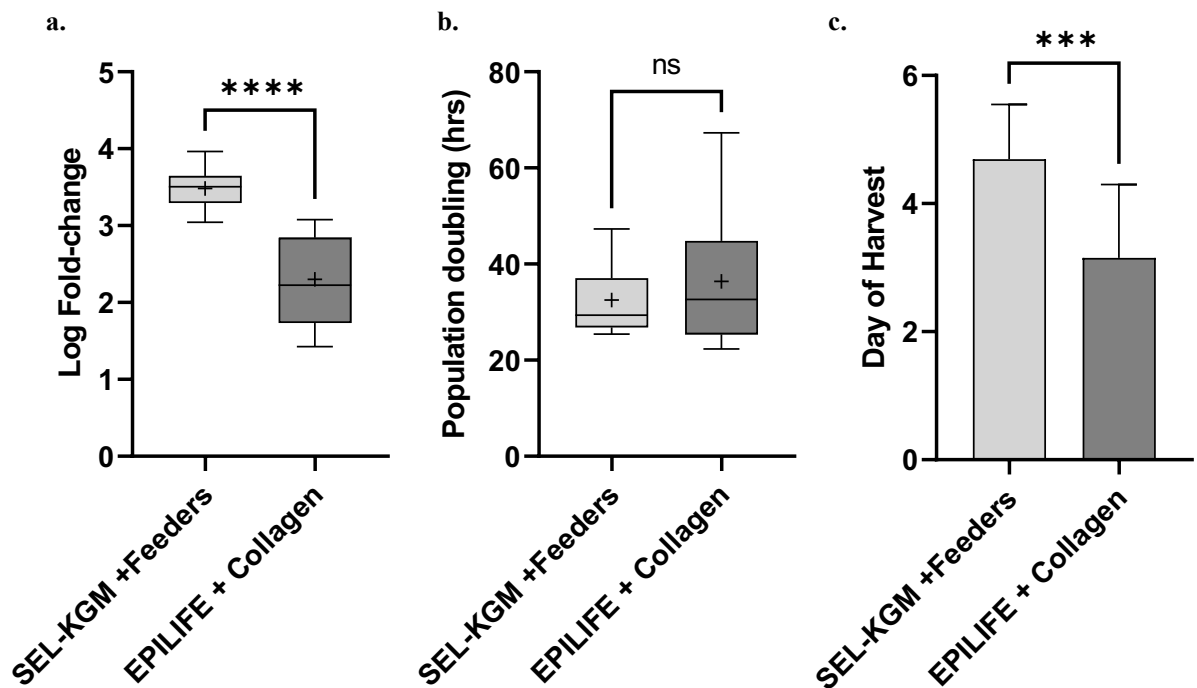 a.
Log Fold-change
5
4
3
2
1
0
****
SEL-KGM +Feeders
EPILIFE + Collagen
b.
Population doubling (hrs)
80
60
40
20
0
ns
SEL-KGM +Feeders
EPILIFE + Collagen
c.
Day of Harvest
6
4
2
0
***
SEL-KGM +Feeders
EPILIFE + Collagen